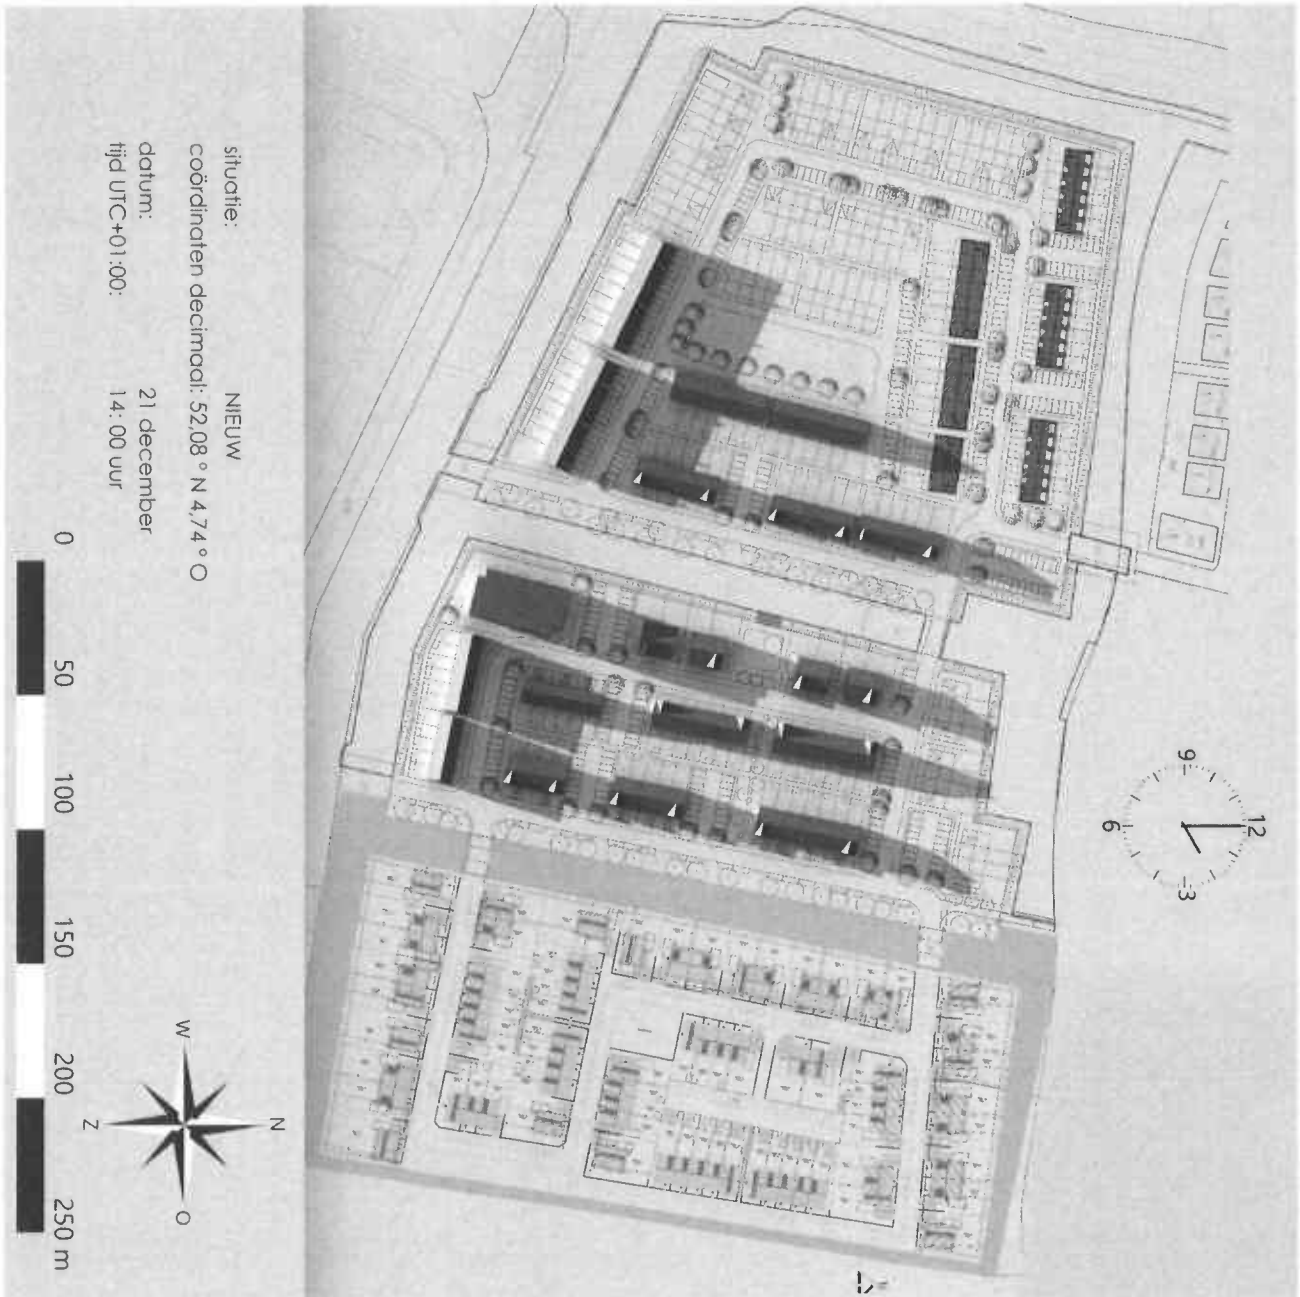 situatie: NIEUW
coördinaten decimaal: 52,08 ° N 4,74 ° O
datum: 21 december
tijd UTC+01:00: 14: 00 uur
0 50 100 150 200 250 m
12
9
3
6
N
W
O
Z